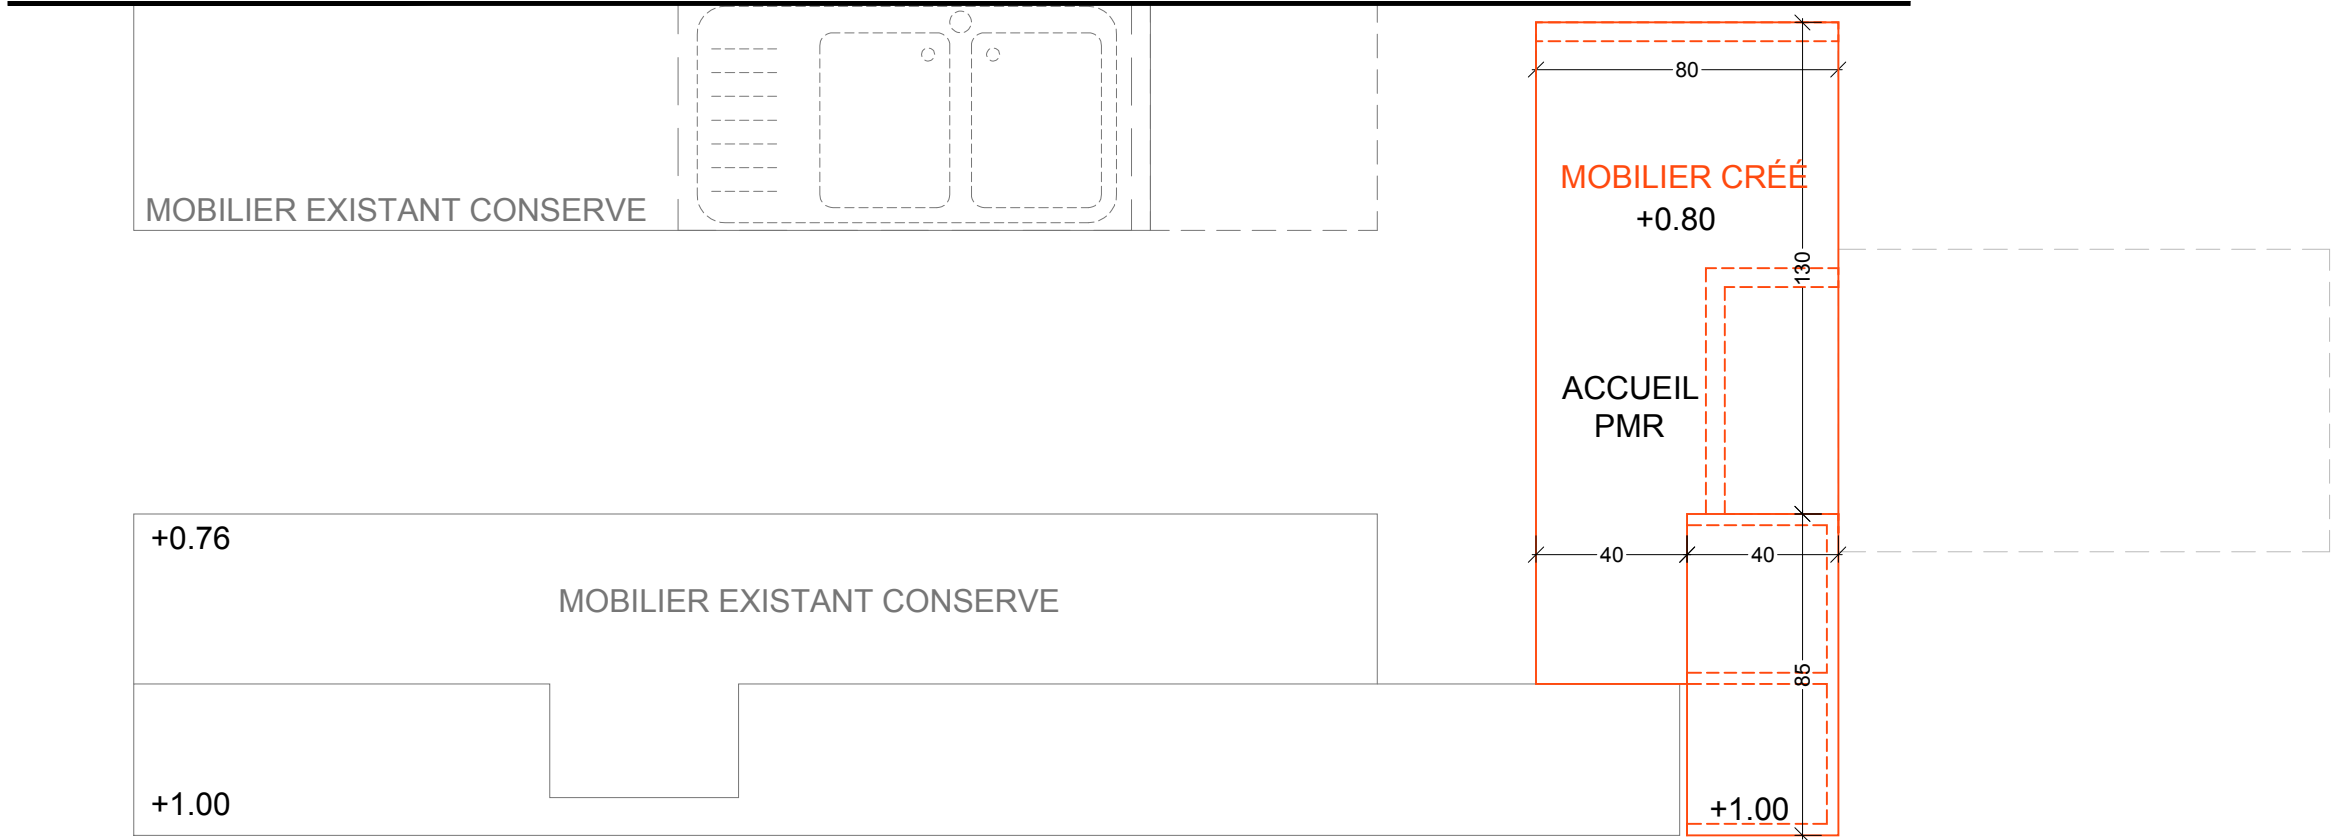 80
MOBILIER CRÉÉ
MOBILIER EXISTANT CONSERVE
+0.80
130
ACCUEIL
PMR
+0.76
40
40
MOBILIER EXISTANT CONSERVE
85
+1.00
+1.00